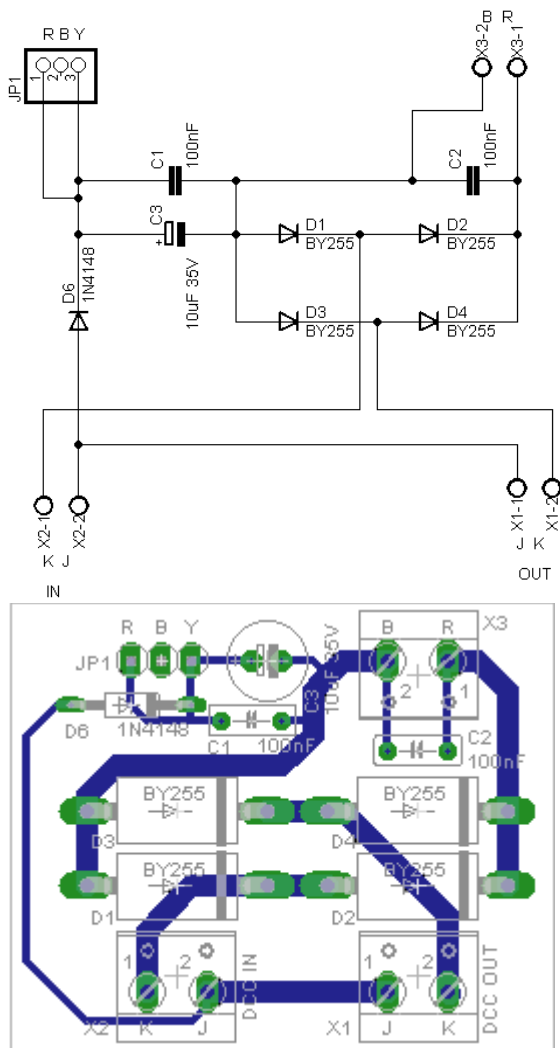 R B Y
1 2 3
JP1
X3-2
B R
X3-1
C1
100nF
C2
100nF
C3
+
10uF 35V
D1
BY255
D2
BY255
D6
1N4148
D3
BY255
D4
BY255
X2-1
X2-2
K J
IN
X1-1
X1-2
J K
OUT
R B Y
JP1
B R
X3
2 1
10uF 35V
C3
D6
1N4148
C1
100nF
C2
100nF
BY255
BY255
D3
D4
BY255
BY255
D1
D2
1 2
1 2
DCC IN
DCC OUT
X2
K J
X1
J K